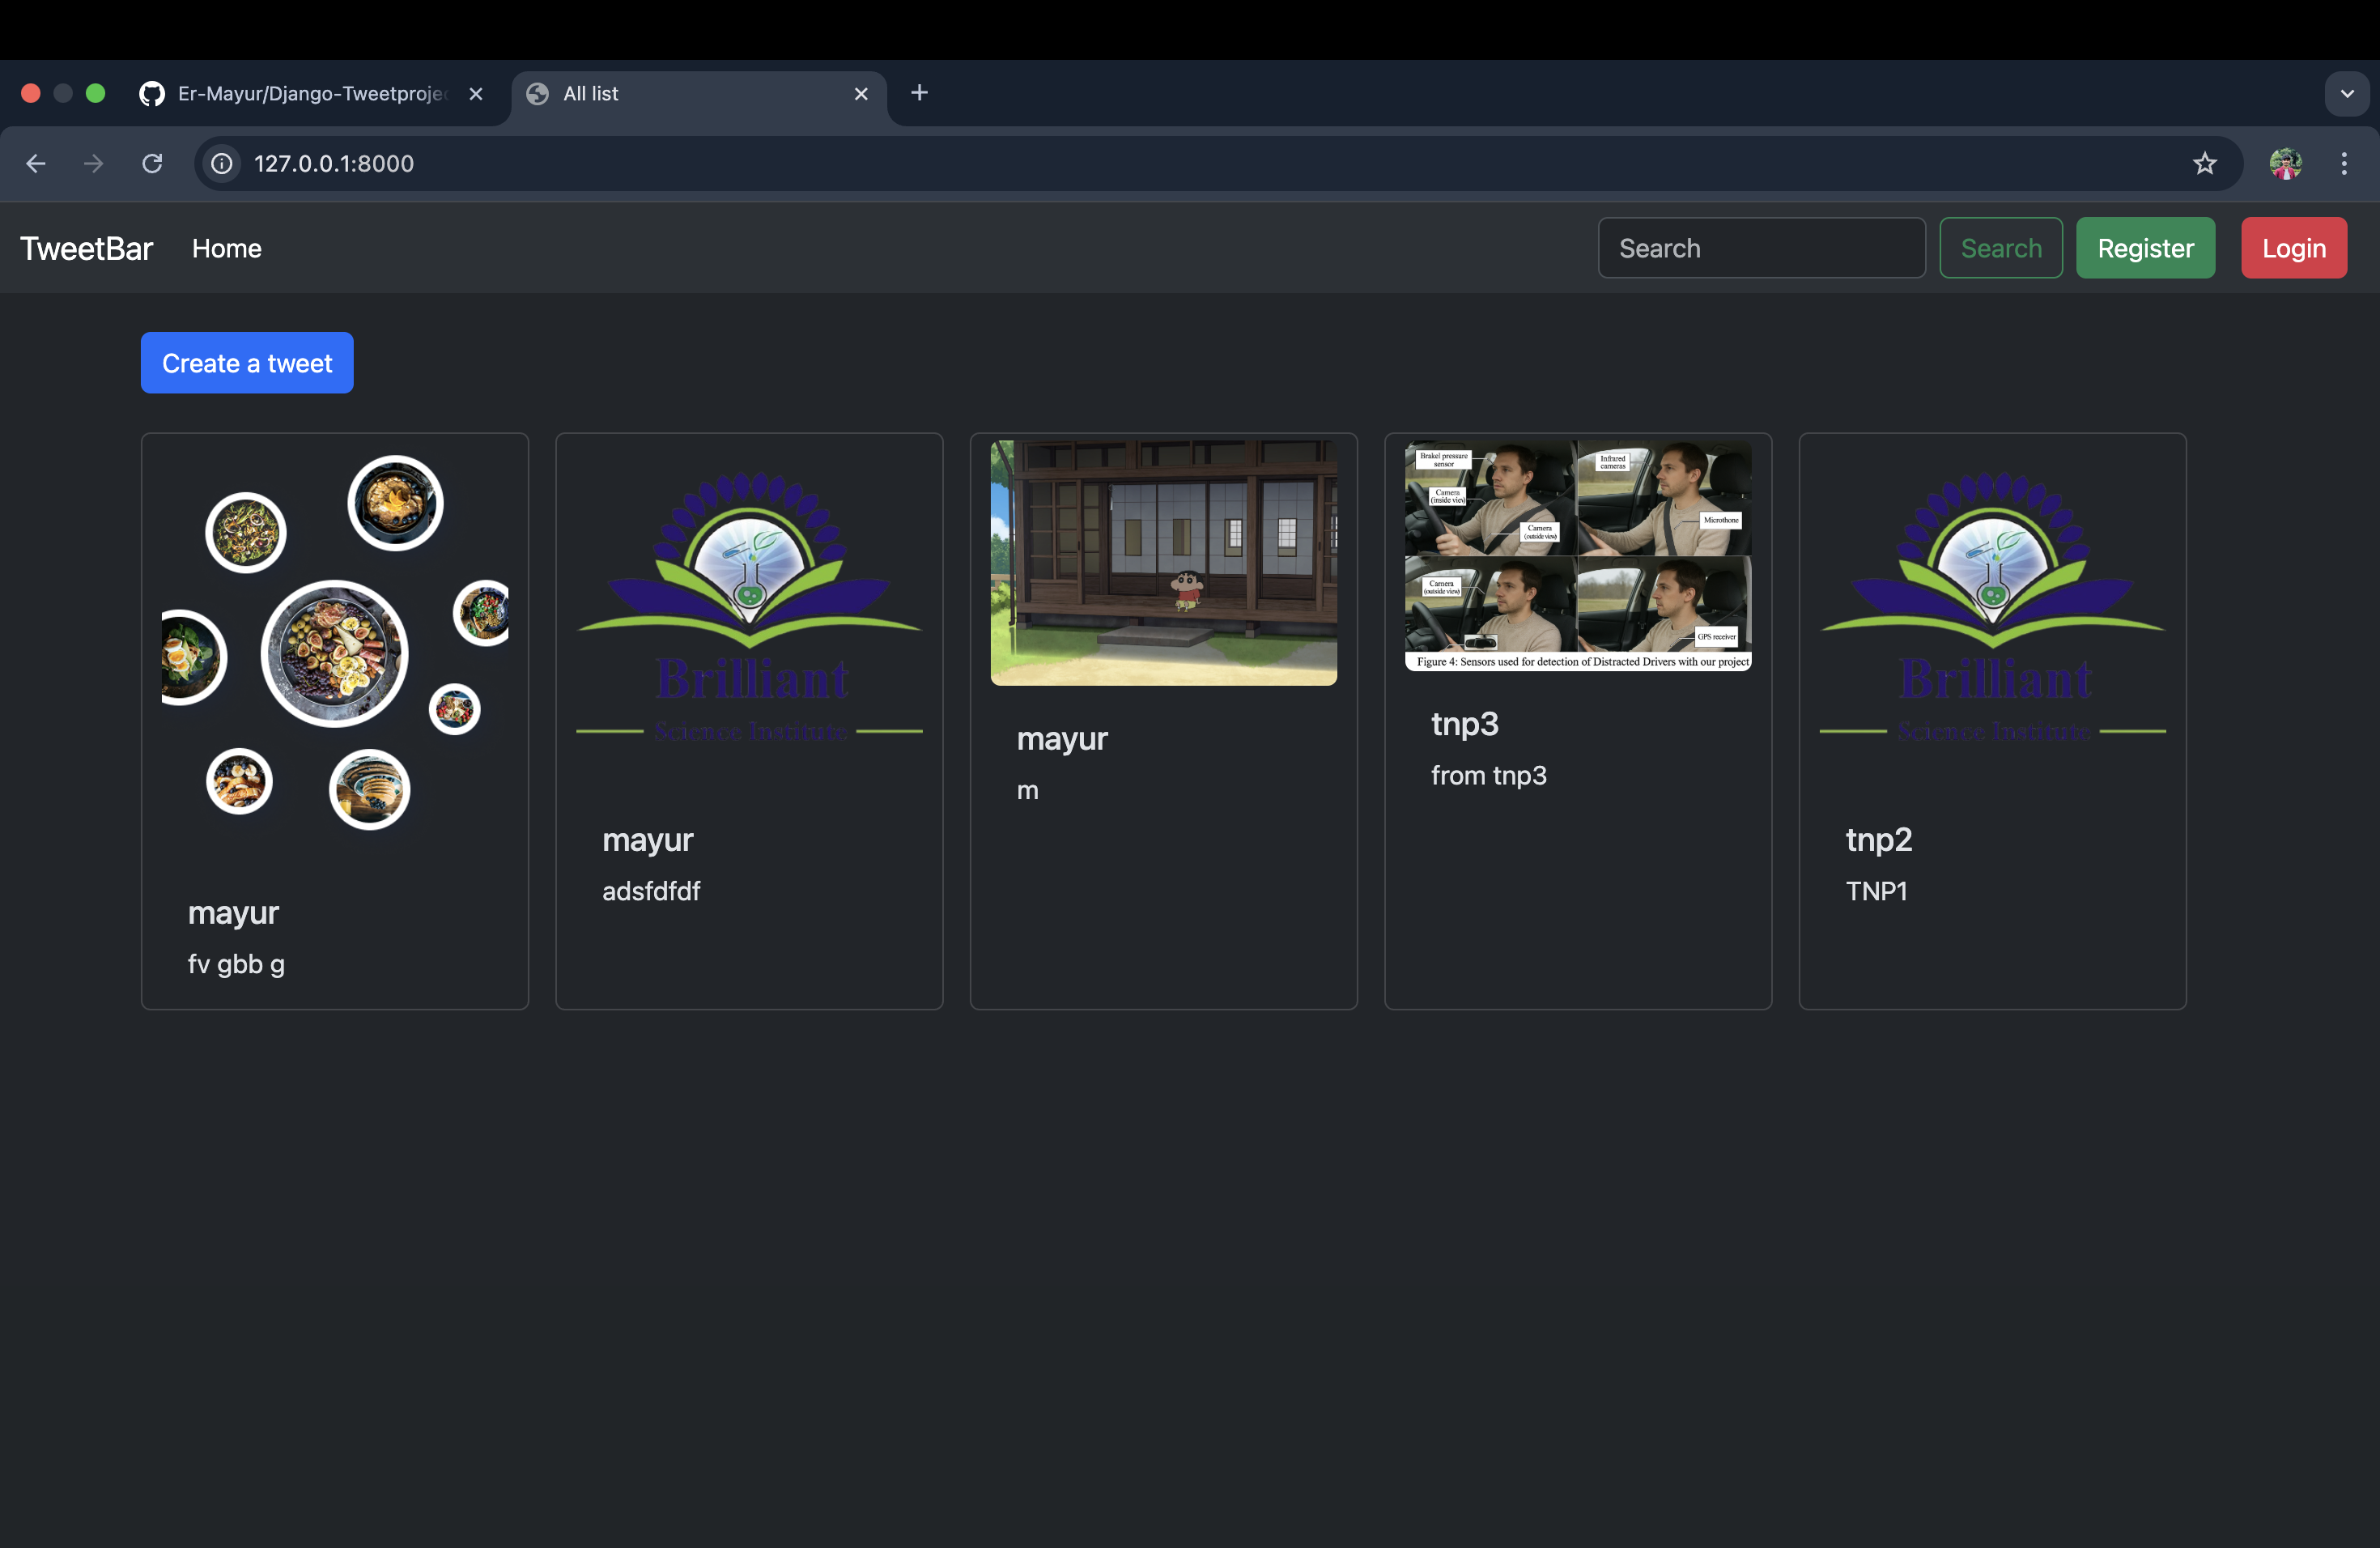 Er-Mayur/Django-Tweetproje
All list
127.0.0.1:8000
TweetBar
Home
Search
Search
Register
Login
Create a tweet
mayur
fv gbb g
Brilliant
Science Institute
mayur
adsfdfdf
mayur
m
Brakel pressure
sensor
Camera
(inside view)
Camera
(outside view)
Infrared
cameras
Microthone
Camera
(outside view)
GPS receiver
Figure 4: Sensors used for detection of Distracted Drivers with our project
tnp3
from tnp3
Brilliant
Science Institute
tnp2
TNP1